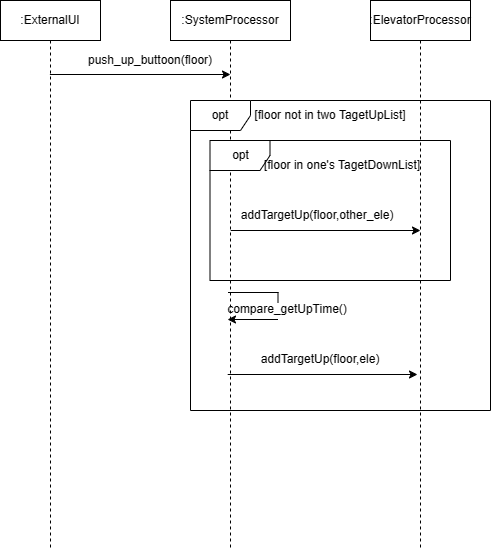 :ExternalUI
:SystemProcessor
:ElevatorProcessor
push_up_buttoon(floor)
opt
[floor not in two TagetUpList]
opt
[floor in one's TagetDownList]
addTargetUp(floor,other_ele)
compare_getUpTime()
addTargetUp(floor,ele)